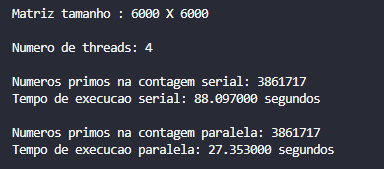 Matriz tamanho : 6000 X 6000
Numero de threads: 4
Numeros primos na contagem serial: 3861717
Tempo de execucao serial: 88.097000 segundos
Numeros primos na contagem paralela: 3861717
Tempo de execucao paralela: 27.353000 segundos